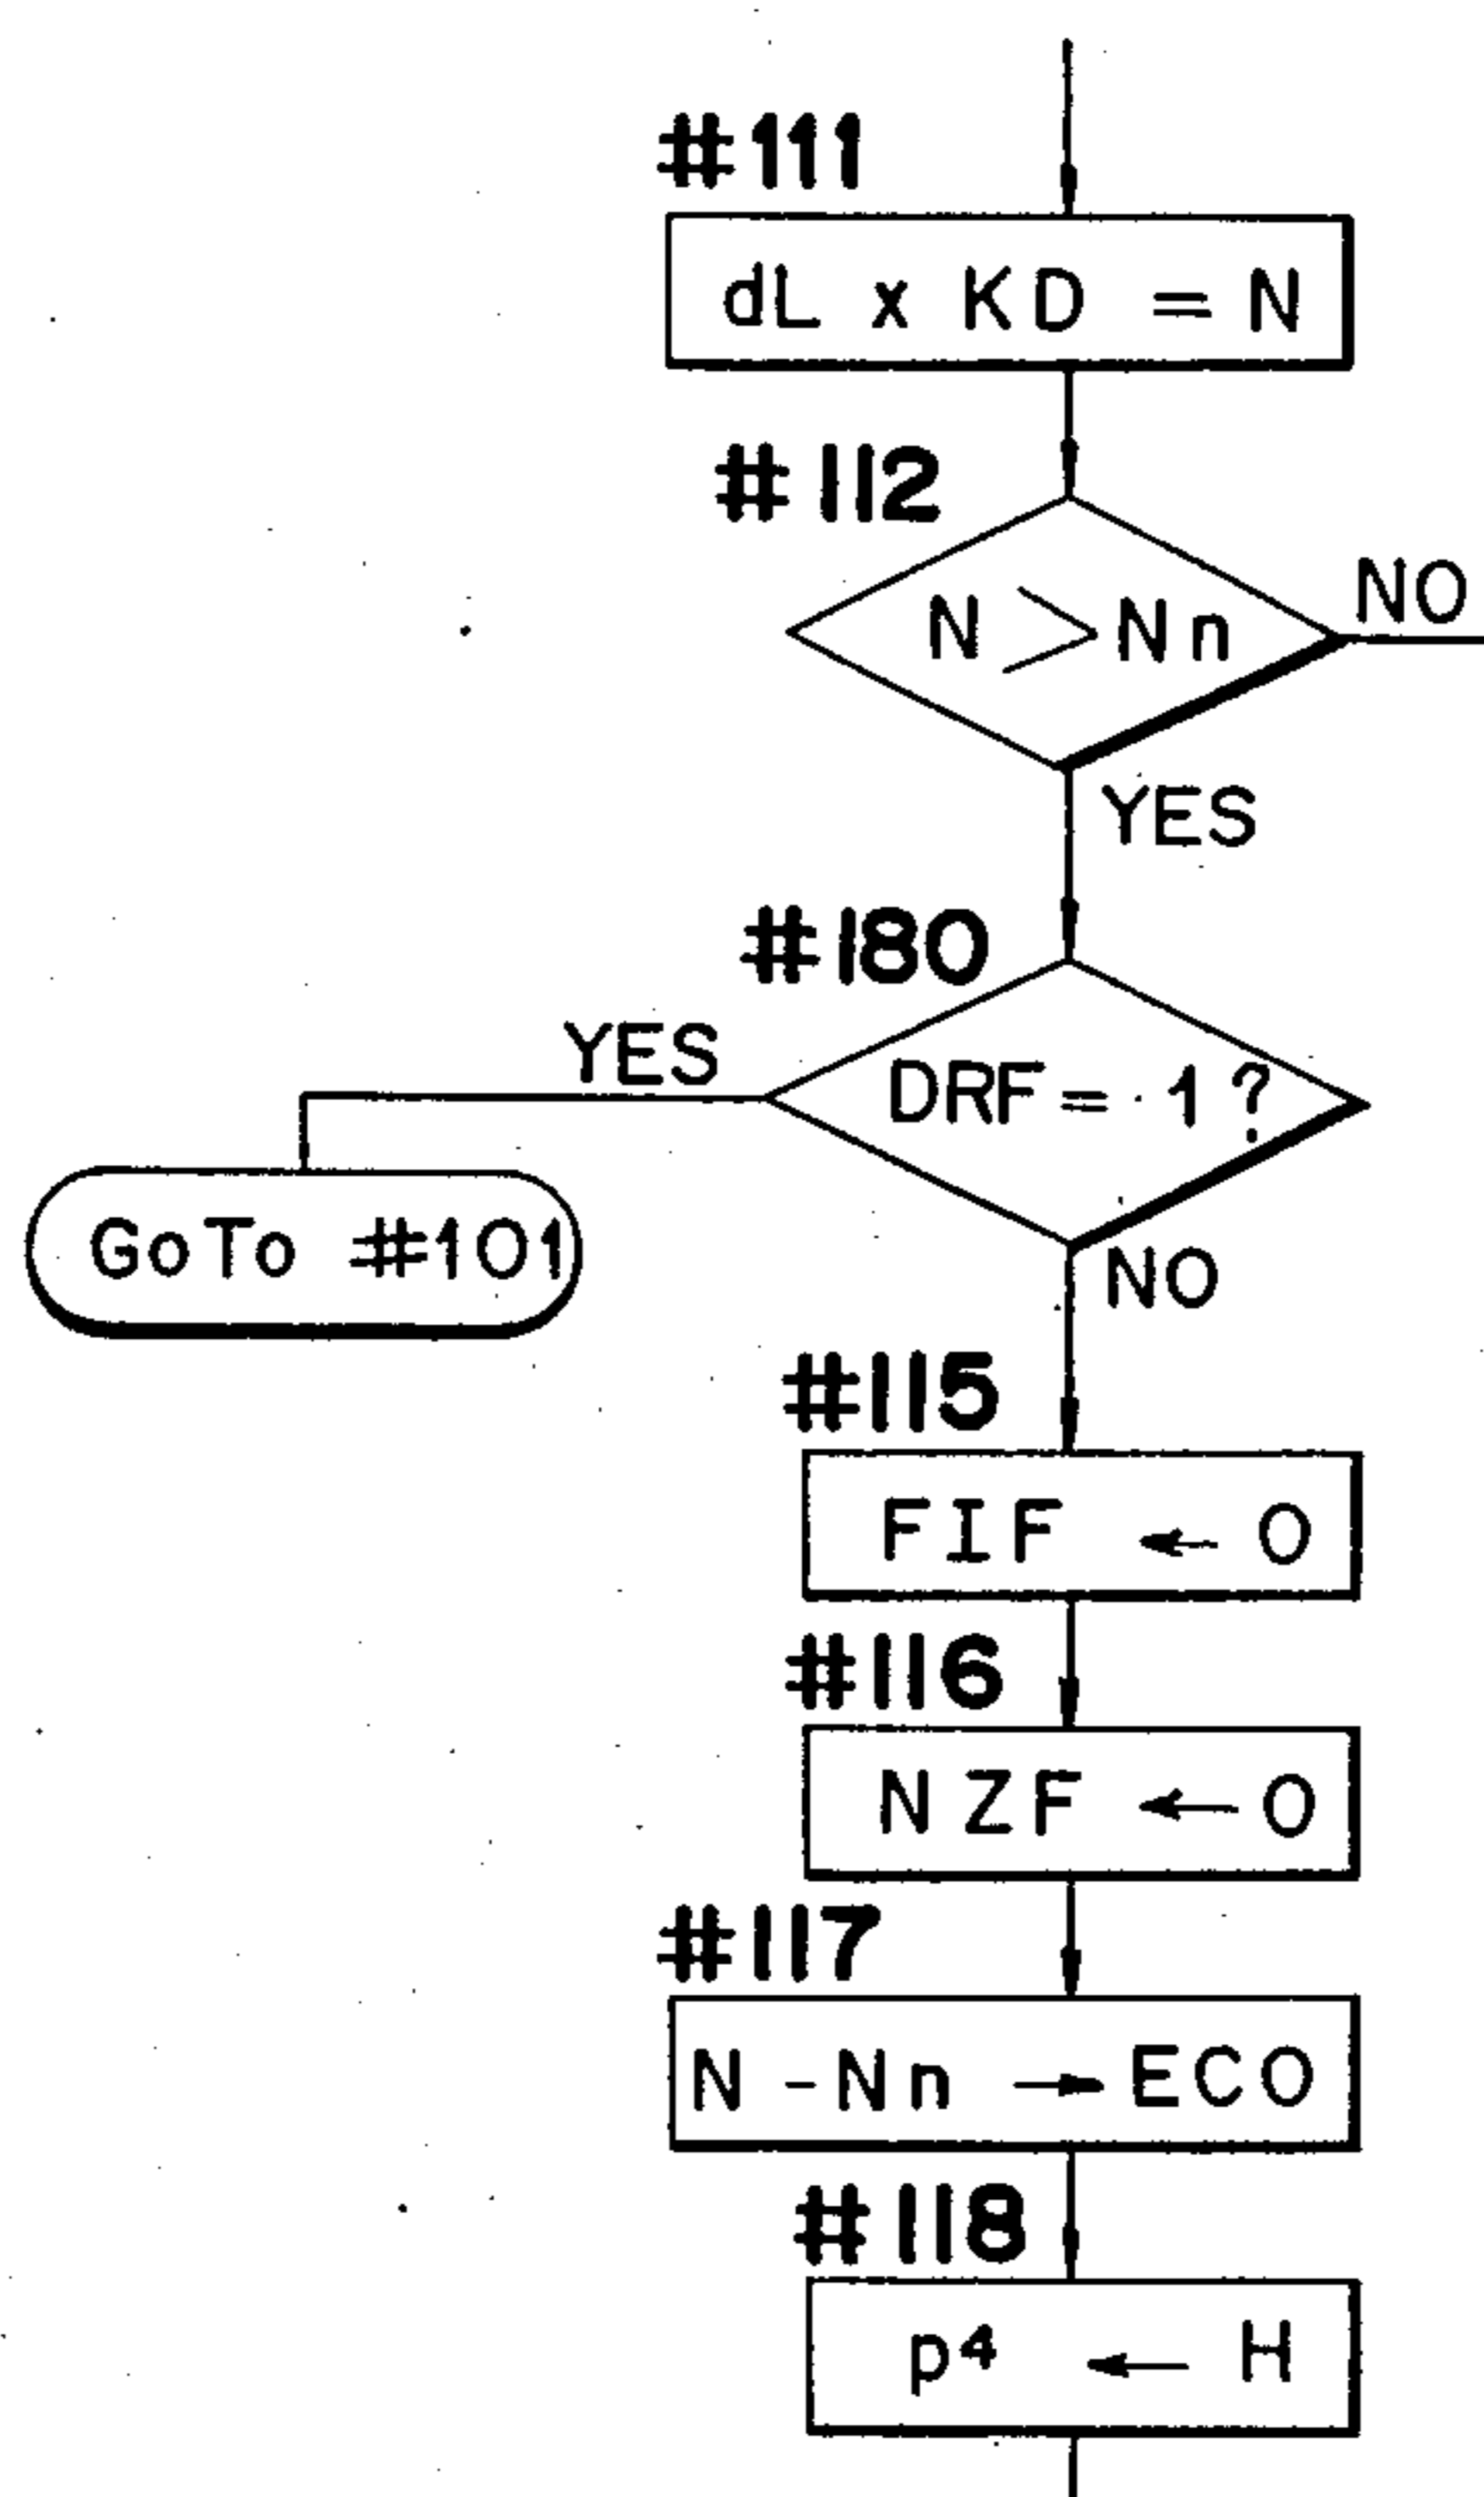 #111
dL x KD = N
#112
N > Nn
NO
YES
#180
YES
DRF = 1 ?
GoTo #101
NO
#115
FIF ← 0
#116
NZF ← 0
#117
N - Nn → ECO
#118
p4 ← H